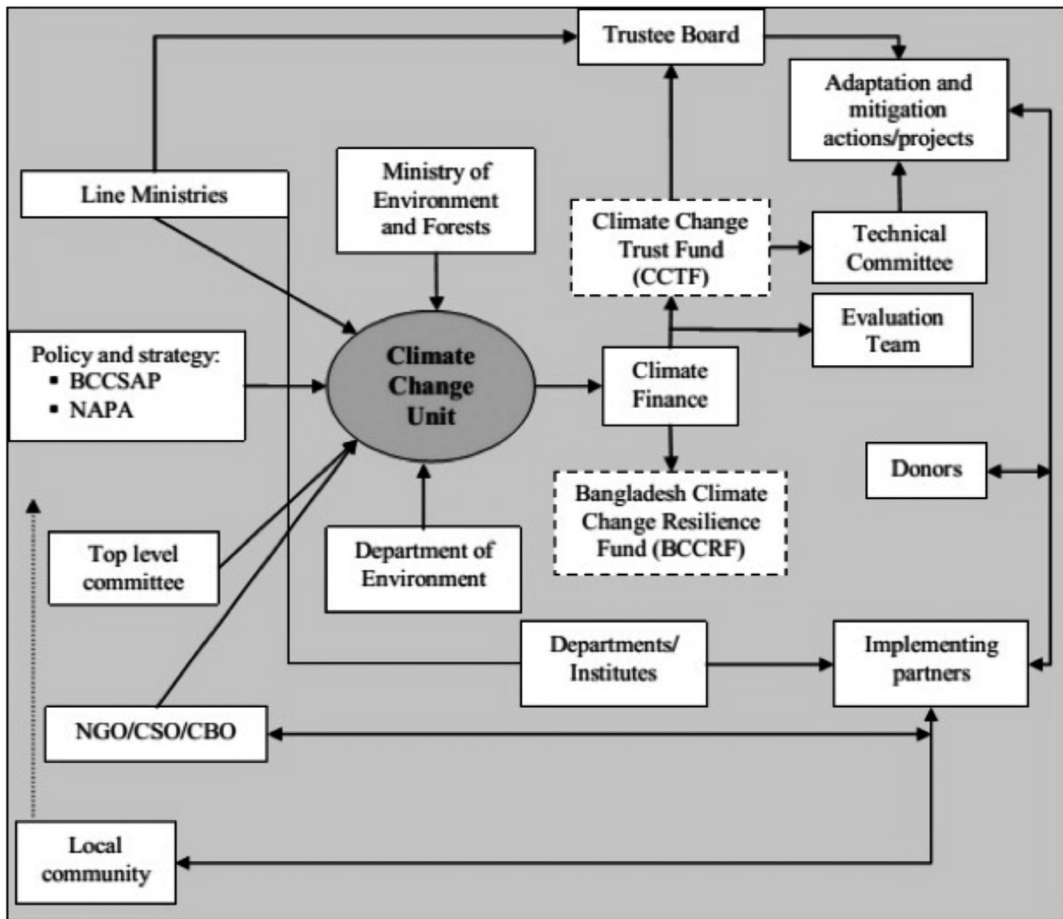 Trustee Board
Adaptation and
mitigation
actions/projects
Line Ministries
Ministry of
Environment
and Forests
Climate Change
Trust Fund
(CCTF)
Technical
Committee
Evaluation
Team
Policy and strategy:
▪ BCCSAP
▪ NAPA
Climate
Change
Unit
Climate
Finance
Donors
Bangladesh Climate
Change Resilience
Fund (BCCRF)
Top level
committee
Department of
Environment
Departments/
Institutes
Implementing
partners
NGO/CSO/CBO
Local
community